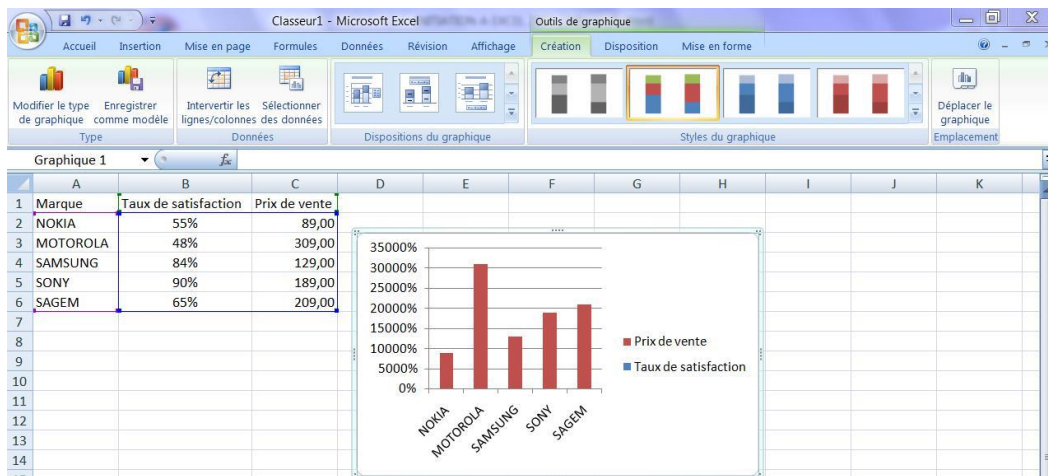 Classeur1 - Microsoft Excel
Outils de graphique
Accueil Insertion Mise en page Formules Données Révision Affichage Création Disposition Mise en forme
Modifier le type de graphique
Enregistrer comme modèle
Intervertir les lignes/colonnes
Sélectionner des données
Déplacer le graphique
Type Données Dispositions du graphique Styles du graphique Emplacement
Graphique 1 fx
A B C D E F G H I J K
1 Marque Taux de satisfaction Prix de vente
2 NOKIA 55% 89,00
3 MOTOROLA 48% 309,00
4 SAMSUNG 84% 129,00
5 SONY 90% 189,00
6 SAGEM 65% 209,00
7
8
9
10
11
12
13
14
35000%
30000%
25000%
20000%
15000%
10000%
5000%
0%
NOKIA MOTOROLA SAMSUNG SONY SAGEM
Prix de vente
Taux de satisfaction